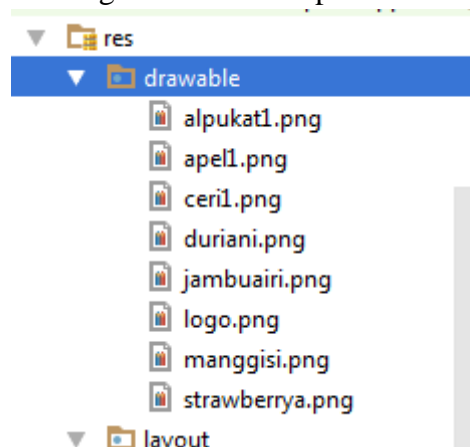 res
drawable
alpukat1.png
apel1.png
ceri1.png
duriani.png
jambuairi.png
logo.png
manggisi.png
strawberrya.png
layout